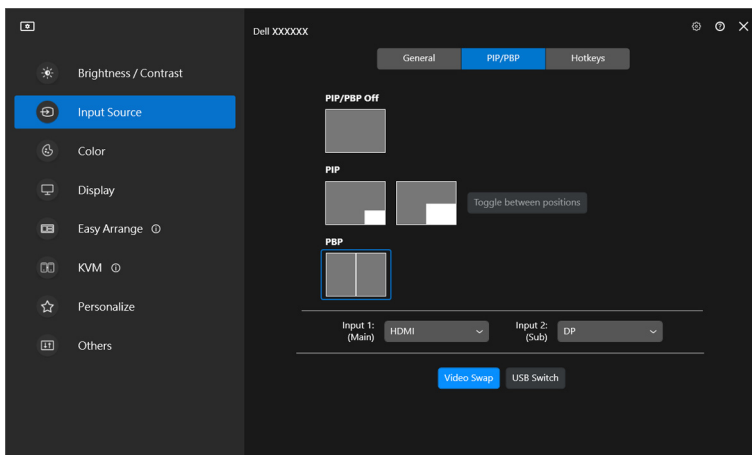 Dell XXXXXX
Brightness / Contrast
Input Source
Color
Display
Easy Arrange
KVM
Personalize
Others
General
PIP/PBP
Hotkeys
PIP/PBP Off
PIP
Toggle between positions
PBP
Input 1:
(Main)
HDMI
Input 2:
(Sub)
DP
Video Swap
USB Switch